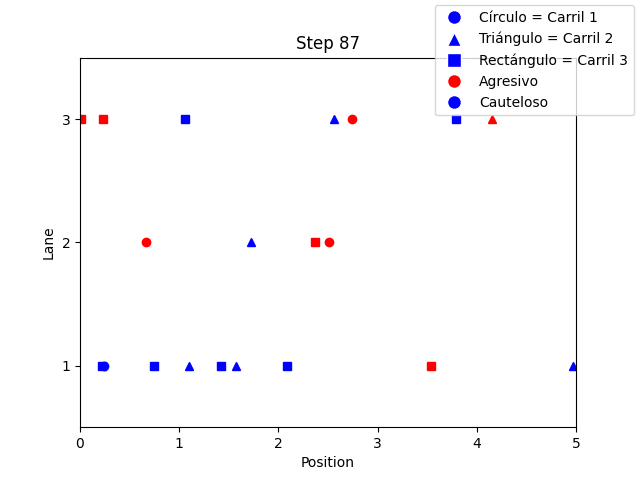 Step 87
Círculo = Carril 1
Triángulo = Carril 2
Rectángulo = Carril 3
Agresivo
Cauteloso
Lane
3
2
1
0 1 2 3 4 5
Position